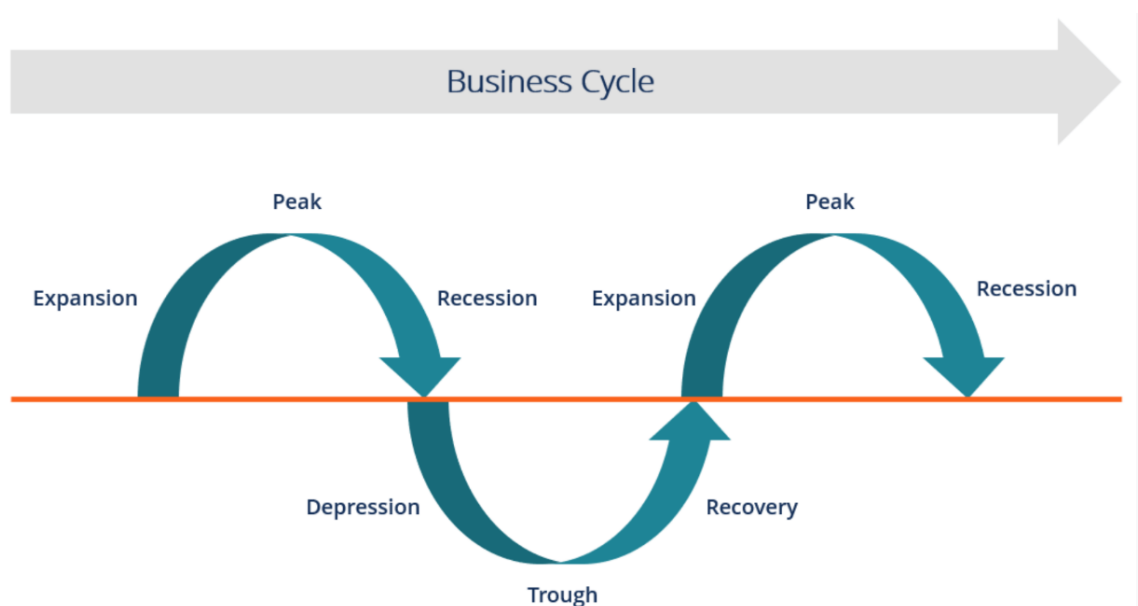 Business Cycle
Peak
Peak
Expansion
Recession
Expansion
Recession
Depression
Recovery
Trough